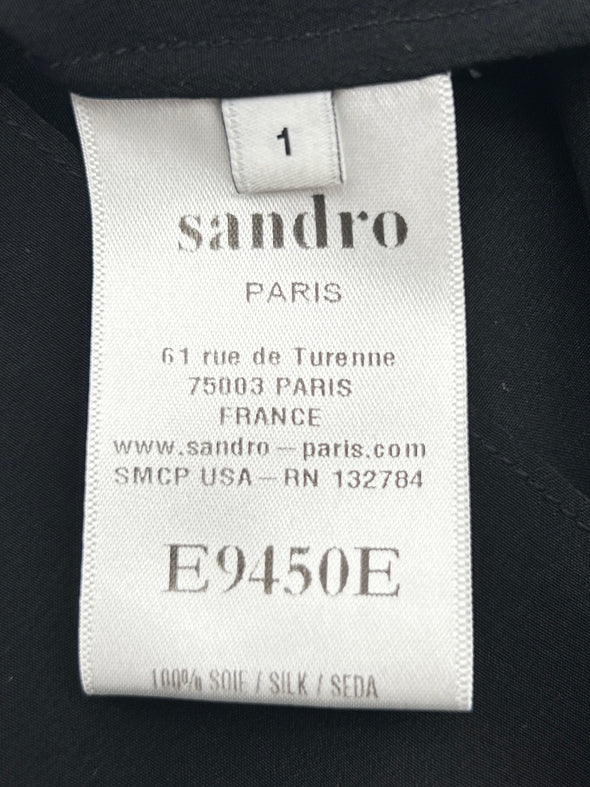 1
sandro
PARIS
61 rue de Turenne
75003 PARIS
FRANCE
www.sandro-paris.com
SMCP USA-RN 132784
E9450E
100% SOIE / SILK / SEDA